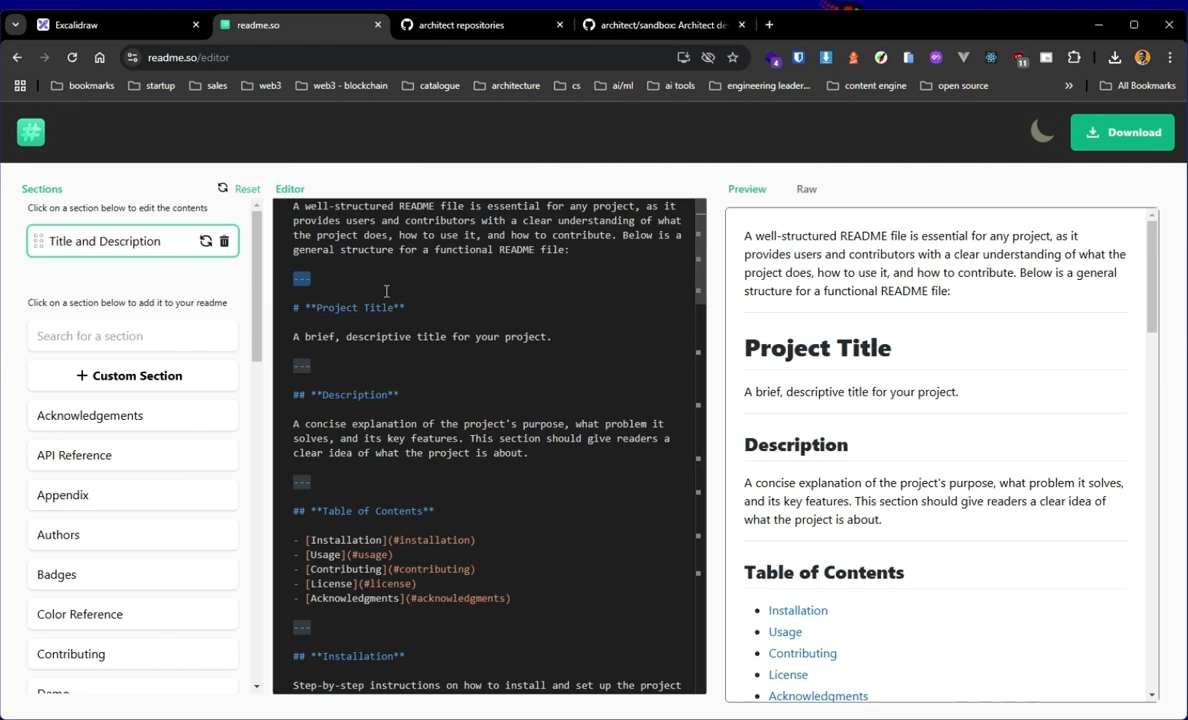 Excalidraw
readme.so
architect repositories
architect/sandbox: Architect de
readme.so/editor
4
11
bookmarks
startup
sales
web3
web3 - blockchain
catalogue
architecture
cs
ai/ml
ai tools
engineering leader...
content engine
open source
»
All Bookmarks
#
Download
Sections
Reset
Click on a section below to edit the contents
Title and Description
Click on a section below to add it to your readme
Search for a section
+ Custom Section
Acknowledgements
API Reference
Appendix
Authors
Badges
Color Reference
Contributing
Demo
Editor
A well-structured README file is essential for any project, as it
provides users and contributors with a clear understanding of what
the project does, how to use it, and how to contribute. Below is a
general structure for a functional README file:
---
# **Project Title**
A brief, descriptive title for your project.
---
## **Description**
A concise explanation of the project's purpose, what problem it
solves, and its key features. This section should give readers a
clear idea of what the project is about.
---
## **Table of Contents**
- [Installation](#installation)
- [Usage](#usage)
- [Contributing](#contributing)
- [License](#license)
- [Acknowledgments](#acknowledgments)
---
## **Installation**
Step-by-step instructions on how to install and set up the project
Preview
Raw
A well-structured README file is essential for any project, as it
provides users and contributors with a clear understanding of what the
project does, how to use it, and how to contribute. Below is a general
structure for a functional README file:
Project Title
A brief, descriptive title for your project.
Description
A concise explanation of the project's purpose, what problem it solves,
and its key features. This section should give readers a clear idea of
what the project is about.
Table of Contents
• Installation
• Usage
• Contributing
• License
• Acknowledgments